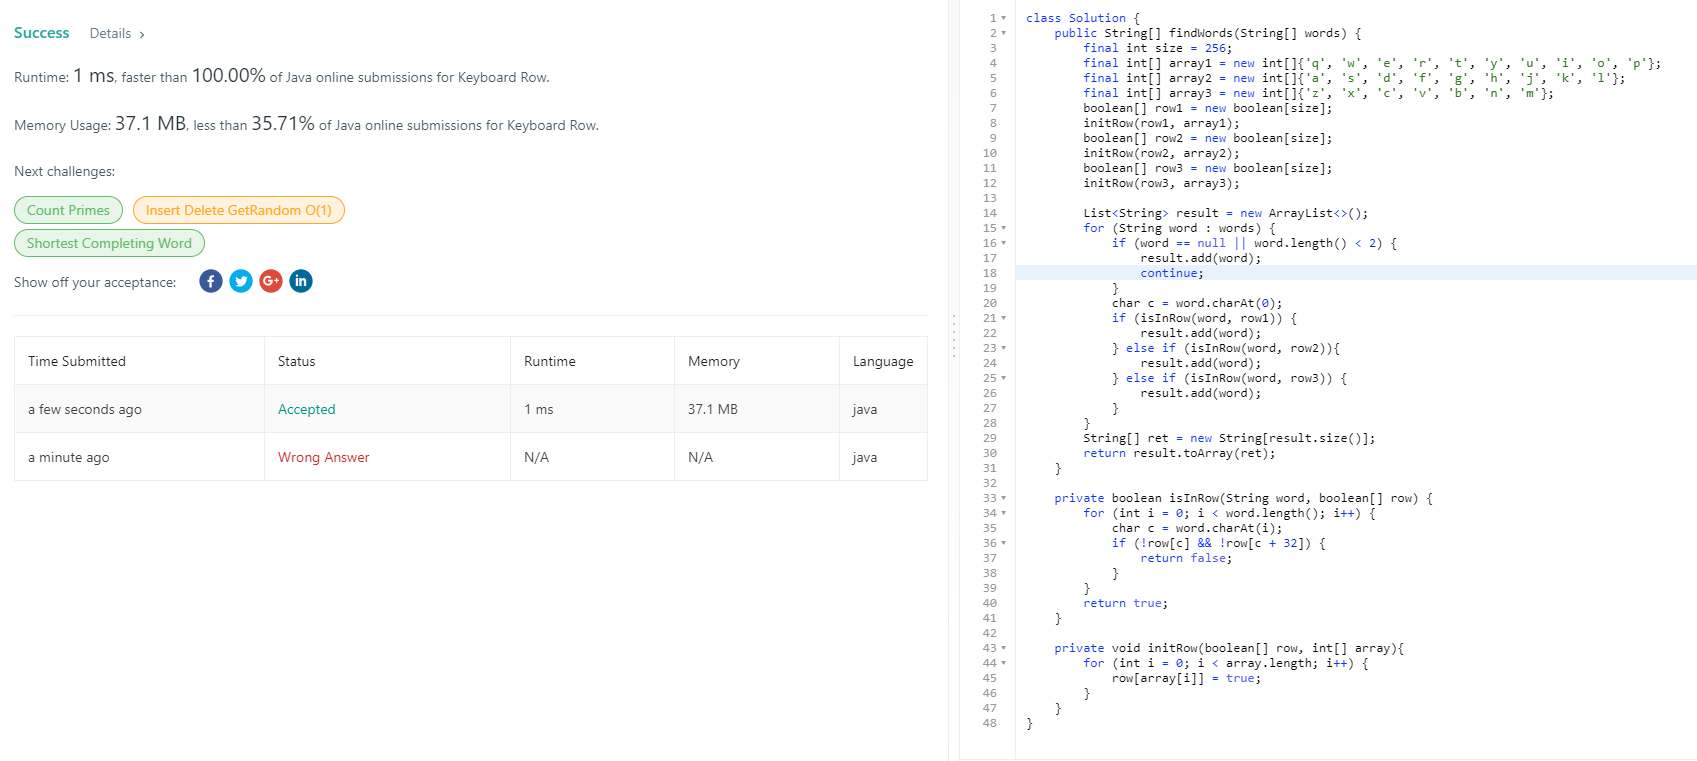 Success Details >
Runtime: 1 ms, faster than 100.00% of Java online submissions for Keyboard Row.
Memory Usage: 37.1 MB, less than 35.71% of Java online submissions for Keyboard Row.
Next challenges:
Count Primes Insert Delete GetRandom O(1)
Shortest Completing Word
Show off your acceptance: f G+ in
Time Submitted Status Runtime Memory Language
a few seconds ago Accepted 1 ms 37.1 MB java
a minute ago Wrong Answer N/A N/A java
1 class Solution {
2     public String[] findWords(String[] words) {
3         final int size = 256;
4         final int[] array1 = new int[]{'q', 'w', 'e', 'r', 't', 'y', 'u', 'i', 'o', 'p'};
5         final int[] array2 = new int[]{'a', 's', 'd', 'f', 'g', 'h', 'j', 'k', 'l'};
6         final int[] array3 = new int[]{'z', 'x', 'c', 'v', 'b', 'n', 'm'};
7         boolean[] row1 = new boolean[size];
8         initRow(row1, array1);
9         boolean[] row2 = new boolean[size];
10         initRow(row2, array2);
11         boolean[] row3 = new boolean[size];
12         initRow(row3, array3);
13
14         List<String> result = new ArrayList<>();
15         for (String word : words) {
16             if (word == null || word.length() < 2) {
17                 result.add(word);
18                 continue;
19             }
20             char c = word.charAt(0);
21             if (isInRow(word, row1)) {
22                 result.add(word);
23             } else if (isInRow(word, row2)){
24                 result.add(word);
25             } else if (isInRow(word, row3)) {
26                 result.add(word);
27             }
28         }
29         String[] ret = new String[result.size()];
30         return result.toArray(ret);
31     }
32
33     private boolean isInRow(String word, boolean[] row) {
34         for (int i = 0; i < word.length(); i++) {
35             char c = word.charAt(i);
36             if (!row[c] && !row[c + 32]) {
37                 return false;
38             }
39         }
40         return true;
41     }
42
43     private void initRow(boolean[] row, int[] array){
44         for (int i = 0; i < array.length; i++) {
45             row[array[i]] = true;
46         }
47     }
48 }